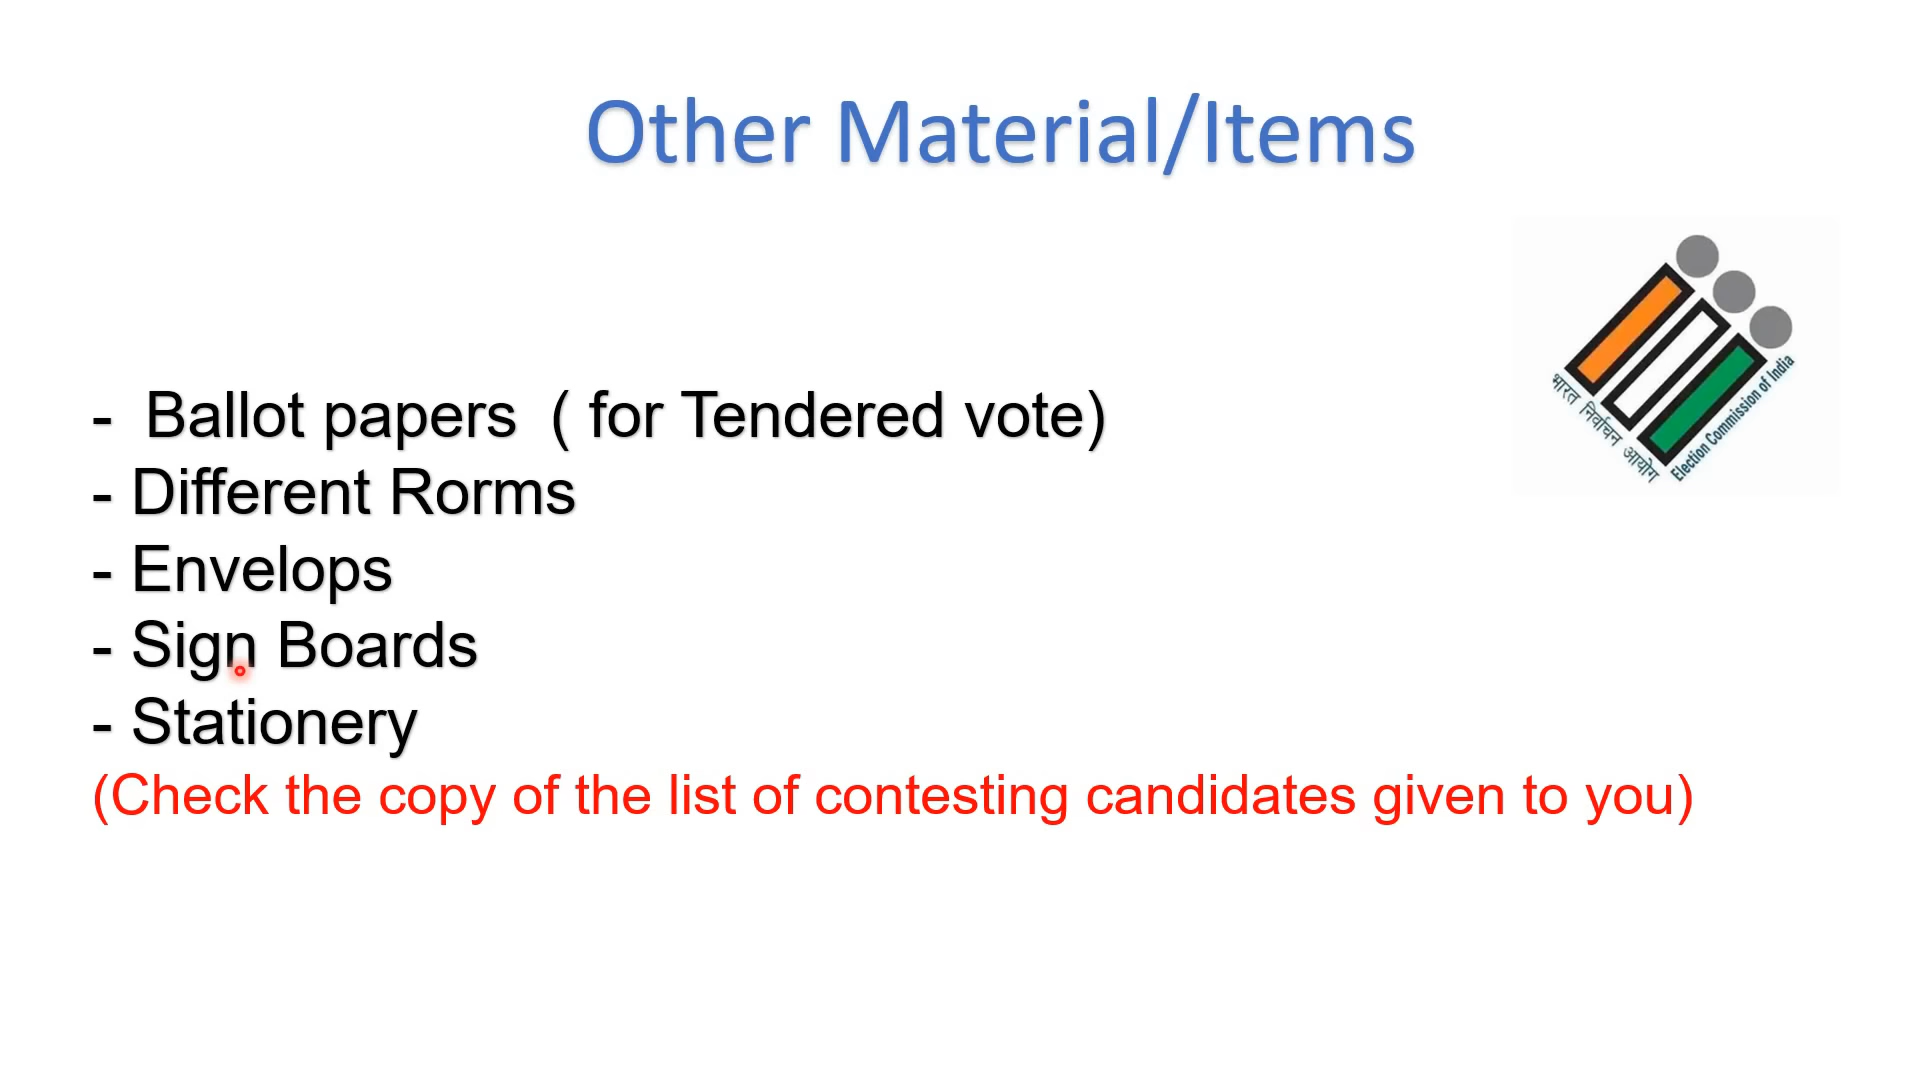 Other Material/Items
भारत निर्वाचन आयोग
Election Commission of India
-  Ballot papers  ( for Tendered vote)
- Different Rorms
- Envelops
- Sign Boards
- Stationery
(Check the copy of the list of contesting candidates given to you)